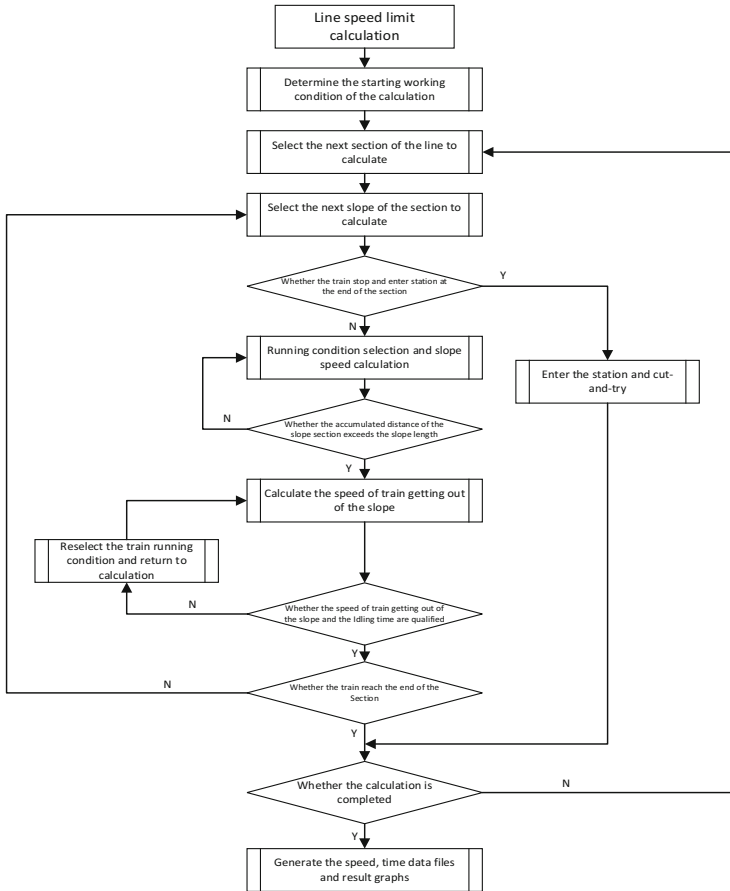 Line speed limit
calculation
Determine the starting working
condition of the calculation
Select the next section of the line to
calculate
Select the next slope of the section to
calculate
Whether the train stop and enter station at
the end of the section
Y
N
Running condition selection and slope
speed calculation
Enter the station and cut-
and-try
Whether the accumulated distance of the
slope section exceeds the slope length
N
Y
Calculate the speed of train getting out
of the slope
Reselect the train running
condition and return to
calculation
Whether the speed of train getting out of
the slope and the Idling time are qualified
N
Y
Whether the train reach the end of the
Section
N
Y
Whether the calculation is
completed
N
Y
Generate the speed, time data files
and result graphs